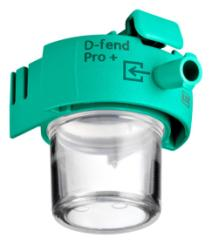 D-fend
Pro +